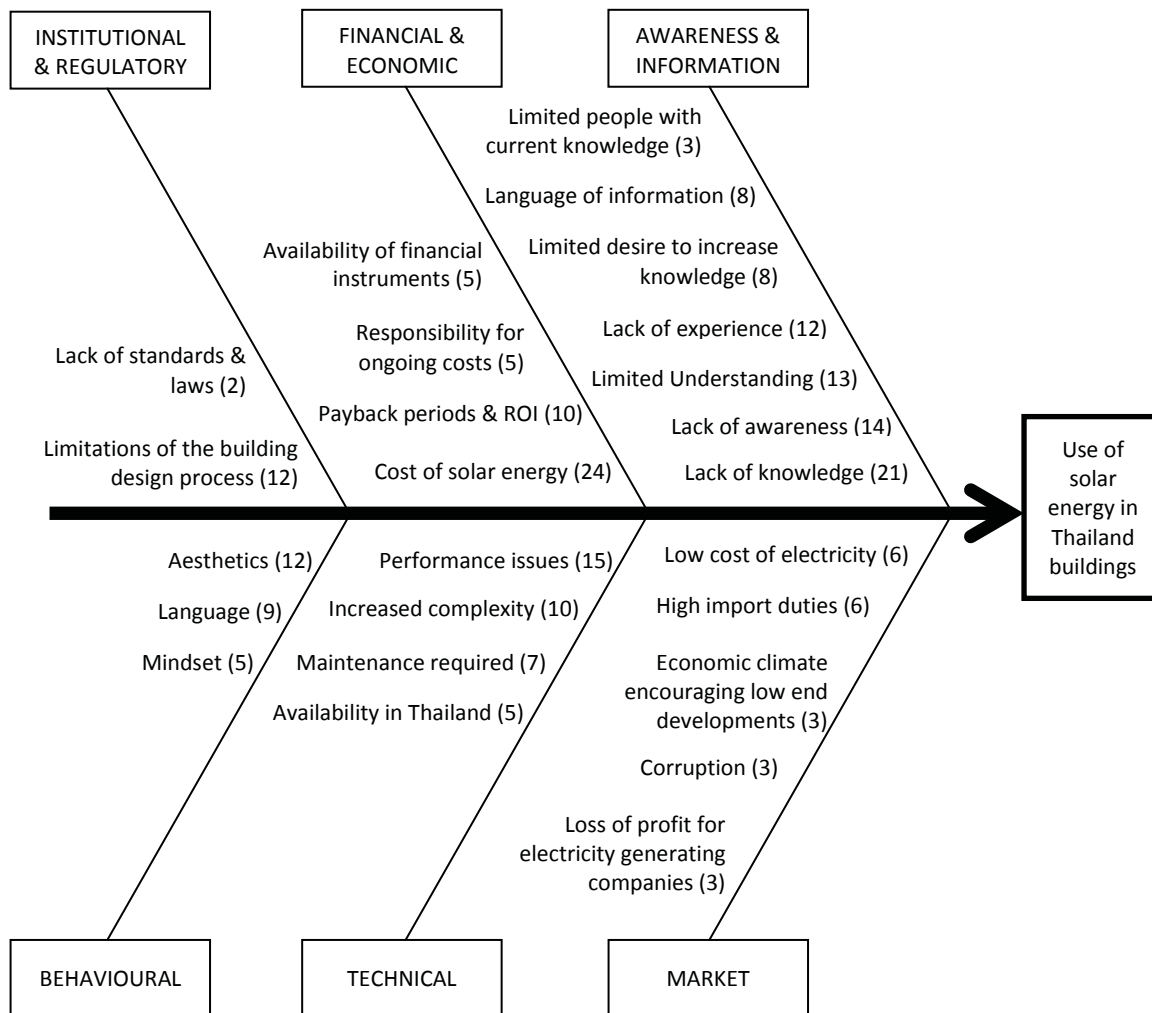 INSTITUTIONAL
& REGULATORY
FINANCIAL &
ECONOMIC
AWARENESS &
INFORMATION
Lack of standards &
laws (2)
Limitations of the building
design process (12)
Availability of financial
instruments (5)
Responsibility for
ongoing costs (5)
Payback periods & ROI (10)
Cost of solar energy (24)
Limited people with
current knowledge (3)
Language of information (8)
Limited desire to increase
knowledge (8)
Lack of experience (12)
Limited Understanding (13)
Lack of awareness (14)
Lack of knowledge (21)
Use of
solar
energy in
Thailand
buildings
Aesthetics (12)
Language (9)
Mindset (5)
Performance issues (15)
Increased complexity (10)
Maintenance required (7)
Availability in Thailand (5)
Low cost of electricity (6)
High import duties (6)
Economic climate
encouraging low end
developments (3)
Corruption (3)
Loss of profit for
electricity generating
companies (3)
BEHAVIOURAL
TECHNICAL
MARKET